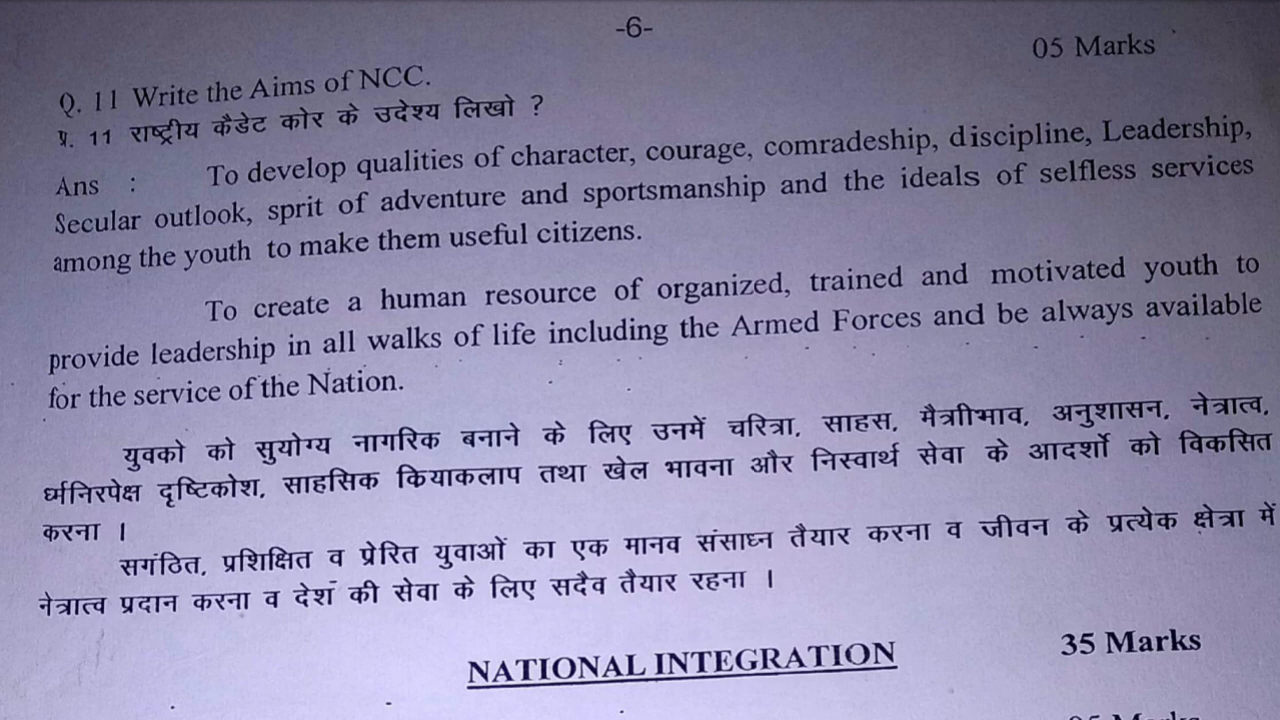 -6-
05 Marks
Q. 11 Write the Aims of NCC.
प्र. 11 राष्ट्रीय कैडेट कोर के उदेश्य लिखो ?
Ans : To develop qualities of character, courage, comradeship, discipline, Leadership,
Secular outlook, sprit of adventure and sportsmanship and the ideals of selfless services
among the youth to make them useful citizens.
To create a human resource of organized, trained and motivated youth to
provide leadership in all walks of life including the Armed Forces and be always available
for the service of the Nation.
युवको को सुयोग्य नागरिक बनाने के लिए उनमें चरित्रा, साहस, मैत्राीभाव, अनुशासन, नेत्रात्व,
र्ध्मनिरपेक्ष दृष्टिकोश, साहसिक कियाकलाप तथा खेल भावना और निस्वार्थ सेवा के आदर्शो को विकसित
करना ।
सगंठित, प्रशिक्षित व प्रेरित युवाओं का एक मानव संसाघ्न तैयार करना व जीवन के प्रत्येक क्षेत्रा में
नेत्रात्व प्रदान करना व देश की सेवा के लिए सदैव तैयार रहना ।
NATIONAL INTEGRATION 35 Marks
05 Marks